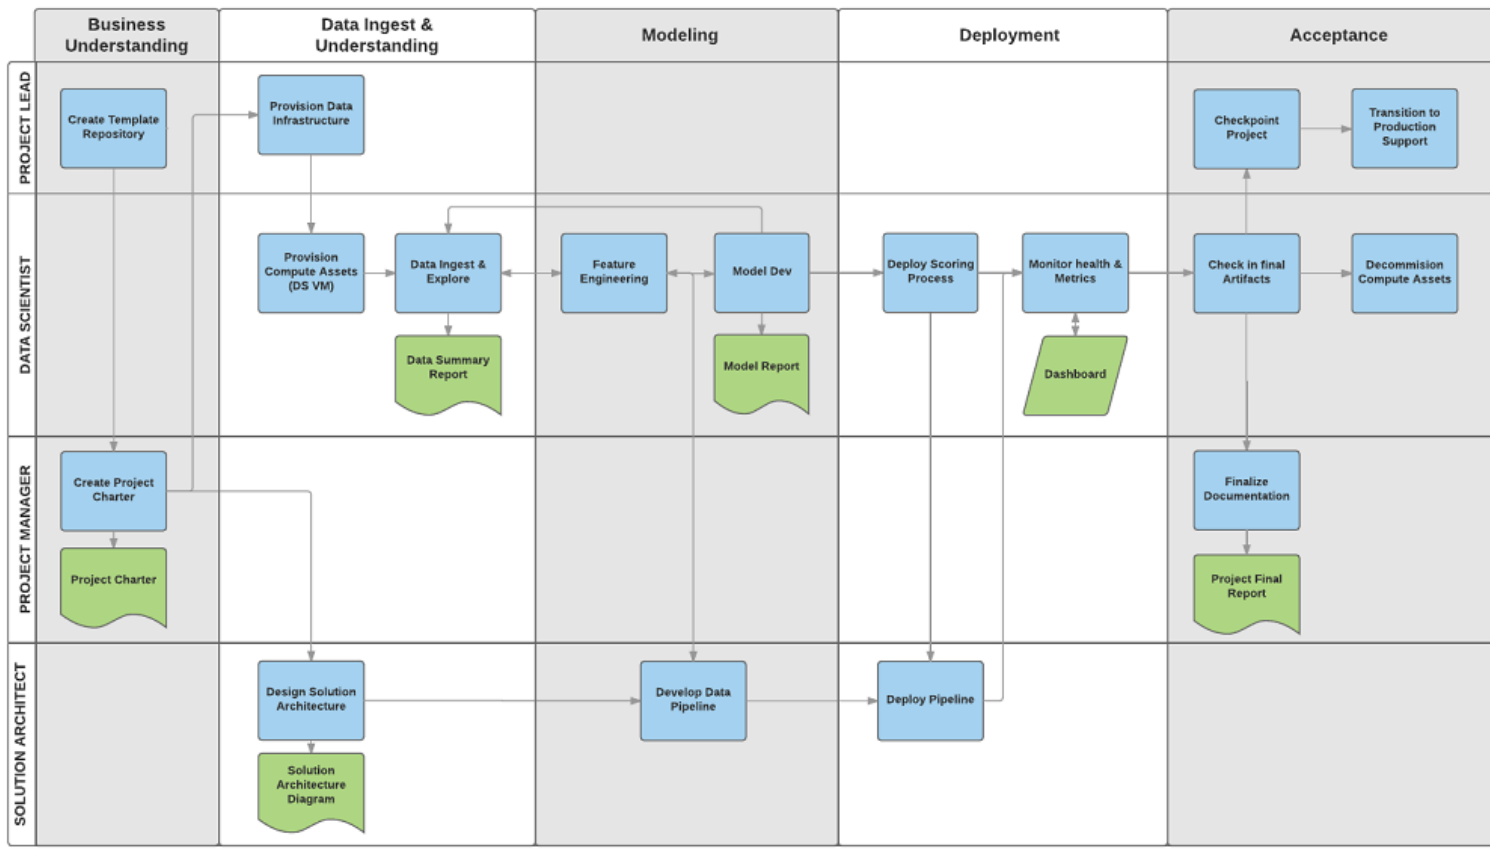 Business
Understanding
Data Ingest &
Understanding
Modeling
Deployment
Acceptance
PROJECT LEAD
Create Template
Repository
Provision Data
Infrastructure
Checkpoint
Project
Transition to
Production
Support
DATA SCIENTIST
Provision
Compute Assets
(DS VM)
Data Ingest &
Explore
Feature
Engineering
Model Dev
Deploy Scoring
Process
Monitor health &
Metrics
Check in final
Artifacts
Decommision
Compute Assets
Data Summary
Report
Model Report
Dashboard
PROJECT MANAGER
Create Project
Charter
Finalize
Documentation
Project Charter
Project Final
Report
SOLUTION ARCHITECT
Design Solution
Architecture
Develop Data
Pipeline
Deploy Pipeline
Solution
Architecture
Diagram